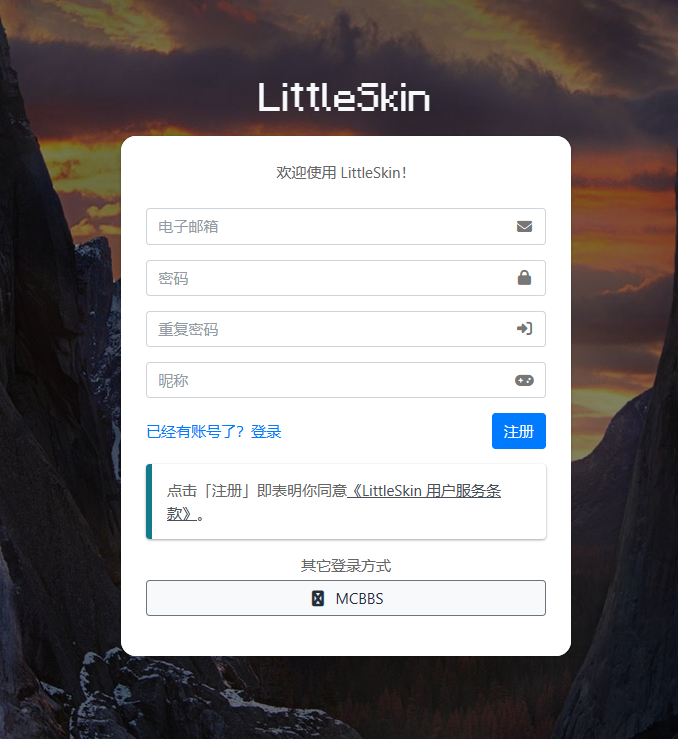 LittleSkin
欢迎使用 LittleSkin！
电子邮箱
密码
重复密码
昵称
已经有账号了？登录
注册
点击「注册」即表明你同意《LittleSkin 用户服务条
款》。
其它登录方式
MCBBS